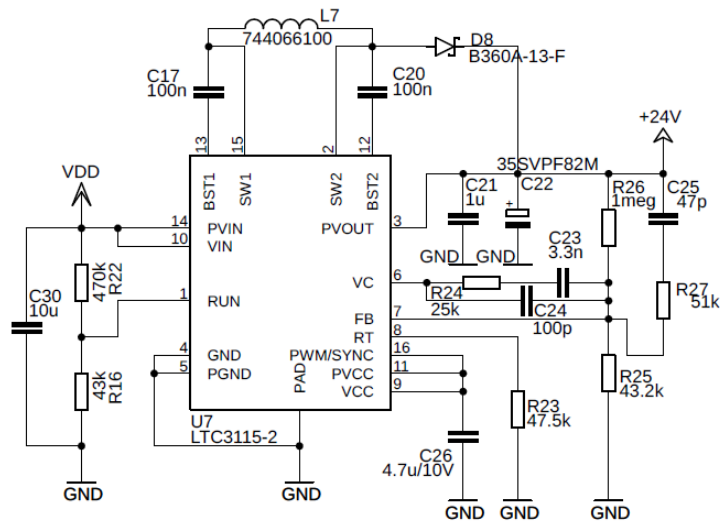 L7
744066100
D8
B360A-13-F
C17
100n
C20
100n
+24V
13
15
2
12
VDD
BST1
SW1
SW2
BST2
35SVPF82M
C21
1u
C22
+
R26
1meg
C25
47p
14
PVIN
PVOUT
3
10
VIN
GND
GND
C23
3.3n
470k
R22
C30
10u
1
RUN
VC
6
R24
25k
C24
100p
R27
51k
FB
7
RT
8
4
GND
PWM/SYNC
16
5
PGND
PVCC
11
PAD
VCC
9
43k
R16
R25
43.2k
R23
47.5k
U7
LTC3115-2
C26
4.7u/10V
GND
GND
GND
GND
GND